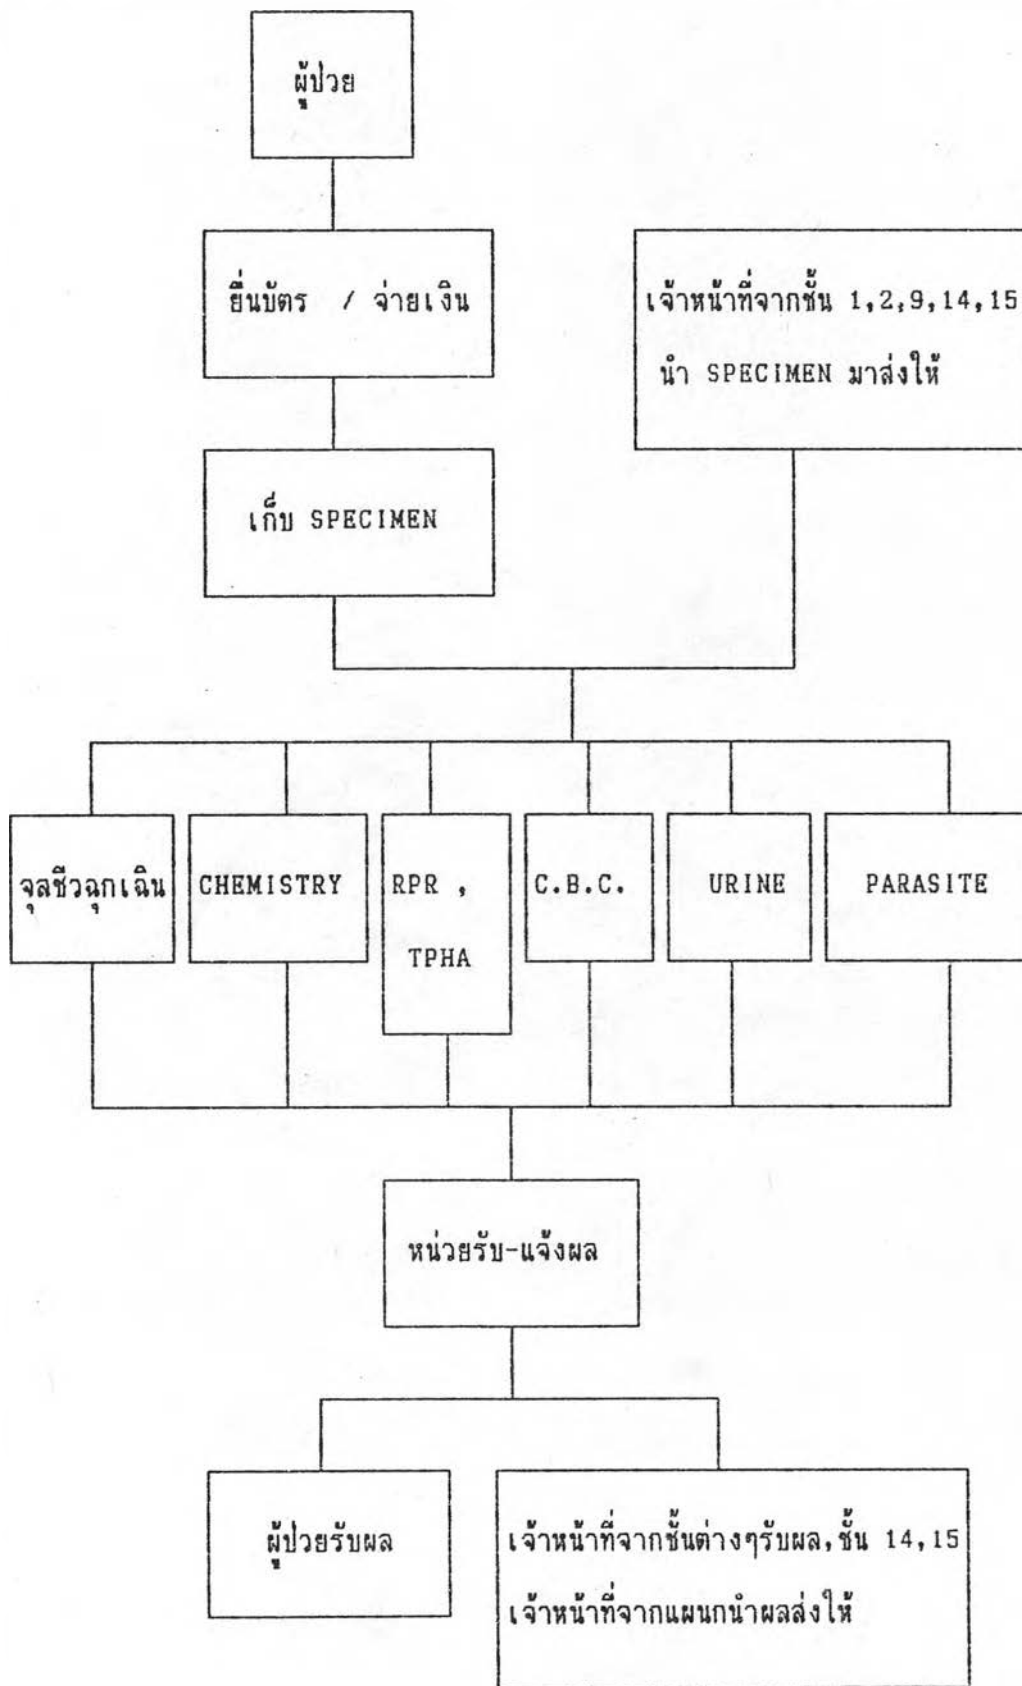 ผู้ป่วย
ยื่นบัตร / จ่ายเงิน
เจ้าหน้าที่จากชั้น 1,2,9,14,15
นำ SPECIMEN มาส่งให้
เก็บ SPECIMEN
จุลชีวฉุกเฉิน
CHEMISTRY
RPR ,
TPHA
C.B.C.
URINE
PARASITE
หน่วยรับ-แจ้งผล
ผู้ป่วยรับผล
เจ้าหน้าที่จากชั้นต่างๆรับผล,ชั้น 14,15
เจ้าหน้าที่จากแผนกนำผลส่งให้